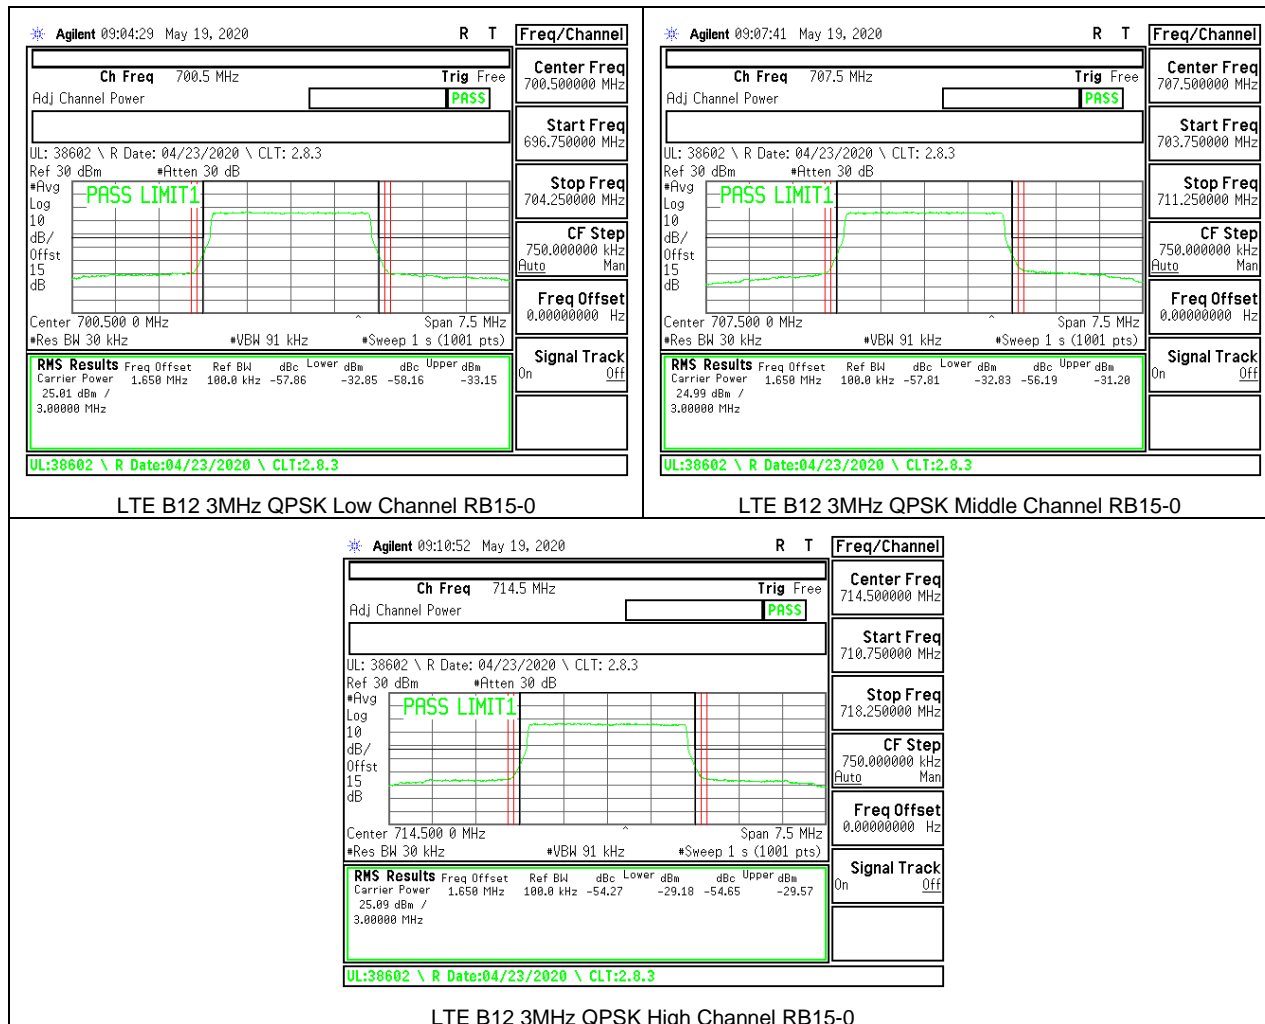 Agilent 09:04:29 May 19, 2020 R T
Freq/Channel
Ch Freq 700.5 MHz Trig Free
Adj Channel Power PASS
UL: 38602 \ R Date: 04/23/2020 \ CLT: 2.8.3
Ref 30 dBm #Atten 30 dB
#Avg
Log
10
dB/
Offst
15
dB
PASS LIMIT1
Center 700.500 0 MHz Span 7.5 MHz
#Res BW 30 kHz #VBW 91 kHz #Sweep 1 s (1001 pts)
RMS Results Freq Offset Ref BW dBc Lower dBm dBc Upper dBm
Carrier Power 1.650 MHz 100.0 kHz -57.86 -32.85 -58.16 -33.15
25.01 dBm /
3.00000 MHz
UL:38602 \ R Date:04/23/2020 \ CLT:2.8.3
Center Freq
700.500000 MHz
Start Freq
696.750000 MHz
Stop Freq
704.250000 MHz
CF Step
750.000000 kHz
Auto Man
Freq Offset
0.00000000 Hz
Signal Track
On Off
LTE B12 3MHz QPSK Low Channel RB15-0
Agilent 09:07:41 May 19, 2020 R T
Freq/Channel
Ch Freq 707.5 MHz Trig Free
Adj Channel Power PASS
UL: 38602 \ R Date: 04/23/2020 \ CLT: 2.8.3
Ref 30 dBm #Atten 30 dB
#Avg
Log
10
dB/
Offst
15
dB
PASS LIMIT1
Center 707.500 0 MHz Span 7.5 MHz
#Res BW 30 kHz #VBW 91 kHz #Sweep 1 s (1001 pts)
RMS Results Freq Offset Ref BW dBc Lower dBm dBc Upper dBm
Carrier Power 1.650 MHz 100.0 kHz -57.81 -32.83 -56.19 -31.20
24.99 dBm /
3.00000 MHz
UL:38602 \ R Date:04/23/2020 \ CLT:2.8.3
Center Freq
707.500000 MHz
Start Freq
703.750000 MHz
Stop Freq
711.250000 MHz
CF Step
750.000000 kHz
Auto Man
Freq Offset
0.00000000 Hz
Signal Track
On Off
LTE B12 3MHz QPSK Middle Channel RB15-0
Agilent 09:10:52 May 19, 2020 R T
Freq/Channel
Ch Freq 714.5 MHz Trig Free
Adj Channel Power PASS
UL: 38602 \ R Date: 04/23/2020 \ CLT: 2.8.3
Ref 30 dBm #Atten 30 dB
#Avg
Log
10
dB/
Offst
15
dB
PASS LIMIT1
Center 714.500 0 MHz Span 7.5 MHz
#Res BW 30 kHz #VBW 91 kHz #Sweep 1 s (1001 pts)
RMS Results Freq Offset Ref BW dBc Lower dBm dBc Upper dBm
Carrier Power 1.650 MHz 100.0 kHz -54.27 -29.18 -54.65 -29.57
25.09 dBm /
3.00000 MHz
UL:38602 \ R Date:04/23/2020 \ CLT:2.8.3
Center Freq
714.500000 MHz
Start Freq
710.750000 MHz
Stop Freq
718.250000 MHz
CF Step
750.000000 kHz
Auto Man
Freq Offset
0.00000000 Hz
Signal Track
On Off
LTE B12 3MHz QPSK High Channel RB15-0